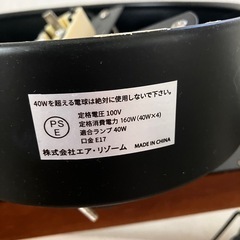 40Wを超える電球は絶対に使用しないで下さい。
PS
E
定格電圧 100V
定格消費電力 160W（40W×4）
適合ランプ 40W
口金 E17
株式会社エア・リゾーム
MADE IN CHINA